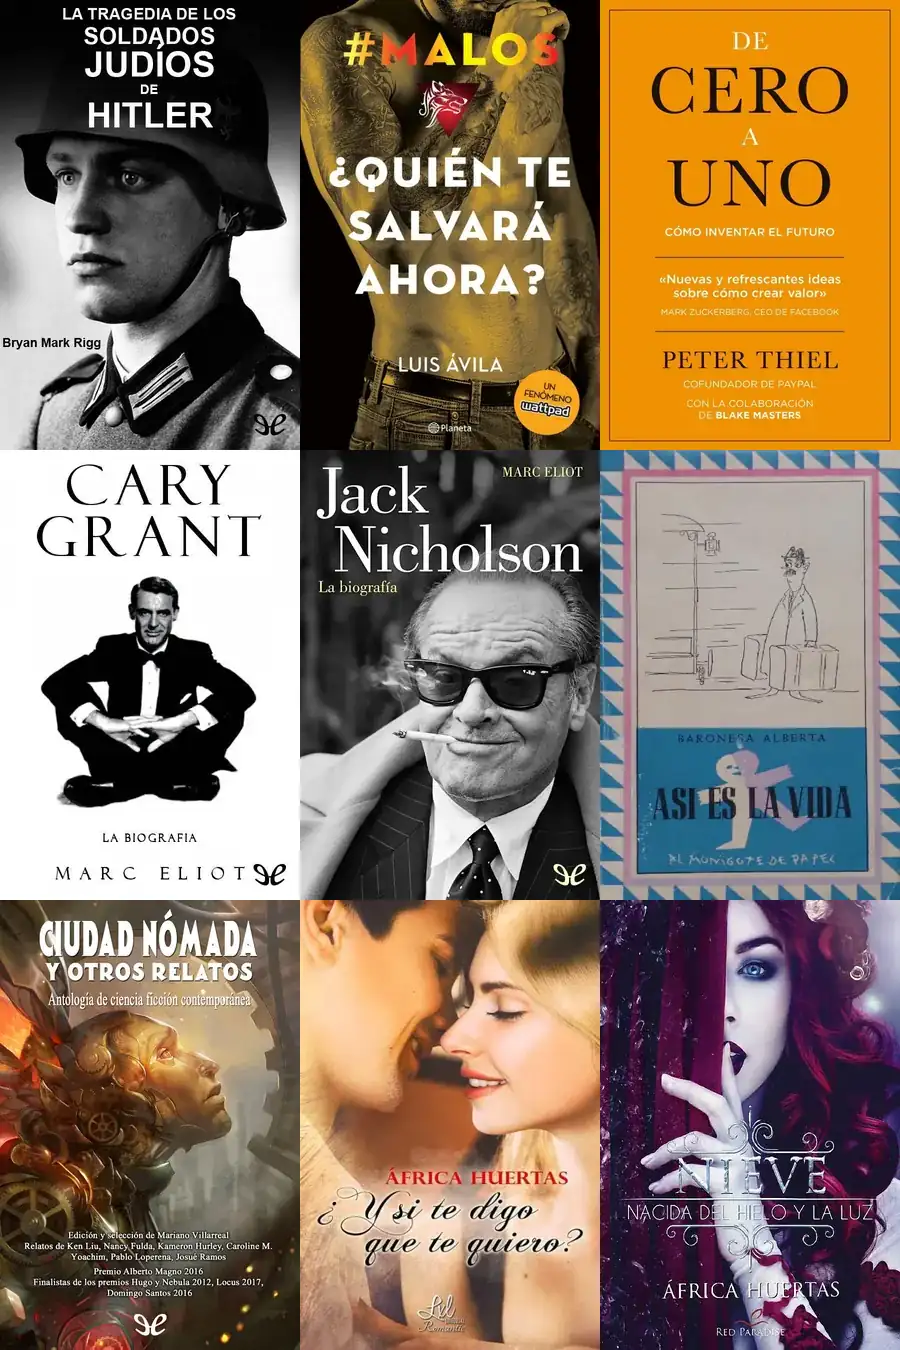 LA TRAGEDIA DE LOS
SOLDADOS
JUDÍOS
DE
HITLER
Bryan Mark Rigg
#MALOS
¿QUIÉN TE
SALVARÁ
AHORA?
LUIS ÁVILA
UN
FENÓMENO
wattpad
Planeta
DE
CERO
A
UNO
CÓMO INVENTAR EL FUTURO
«Nuevas y refrescantes ideas
sobre cómo crear valor»
MARK ZUCKERBERG, CEO DE FACEBOOK
PETER THIEL
COFUNDADOR DE PAYPAL
CON LA COLABORACIÓN
DE BLAKE MASTERS
CARY
GRANT
LA BIOGRAFIA
MARC ELIOT
MARC ELIOT
Jack
Nicholson
La biografía
BARONESA ALBERTA
ASI ES LA VIDA
AL MONIGOTE DE PAPEL
CIUDAD NÓMADA
Y OTROS RELATOS
Antología de ciencia ficción contemporánea
Edición y selección de Mariano Villarreal
Relatos de Ken Liu, Nancy Fulda, Kameron Hurley, Caroline M.
Yoachim, Pablo Loperena, Josué Ramos
Premio Alberto Magno 2016
Finalistas de los premios Hugo y Nebula 2012, Locus 2017,
Domingo Santos 2016
ÁFRICA HUERTAS
¿Y si te digo
que te quiero?
LxL
Romantic
NIEVE
NACIDA DEL HIELO Y LA LUZ
ÁFRICA HUERTAS
RED PARADISE